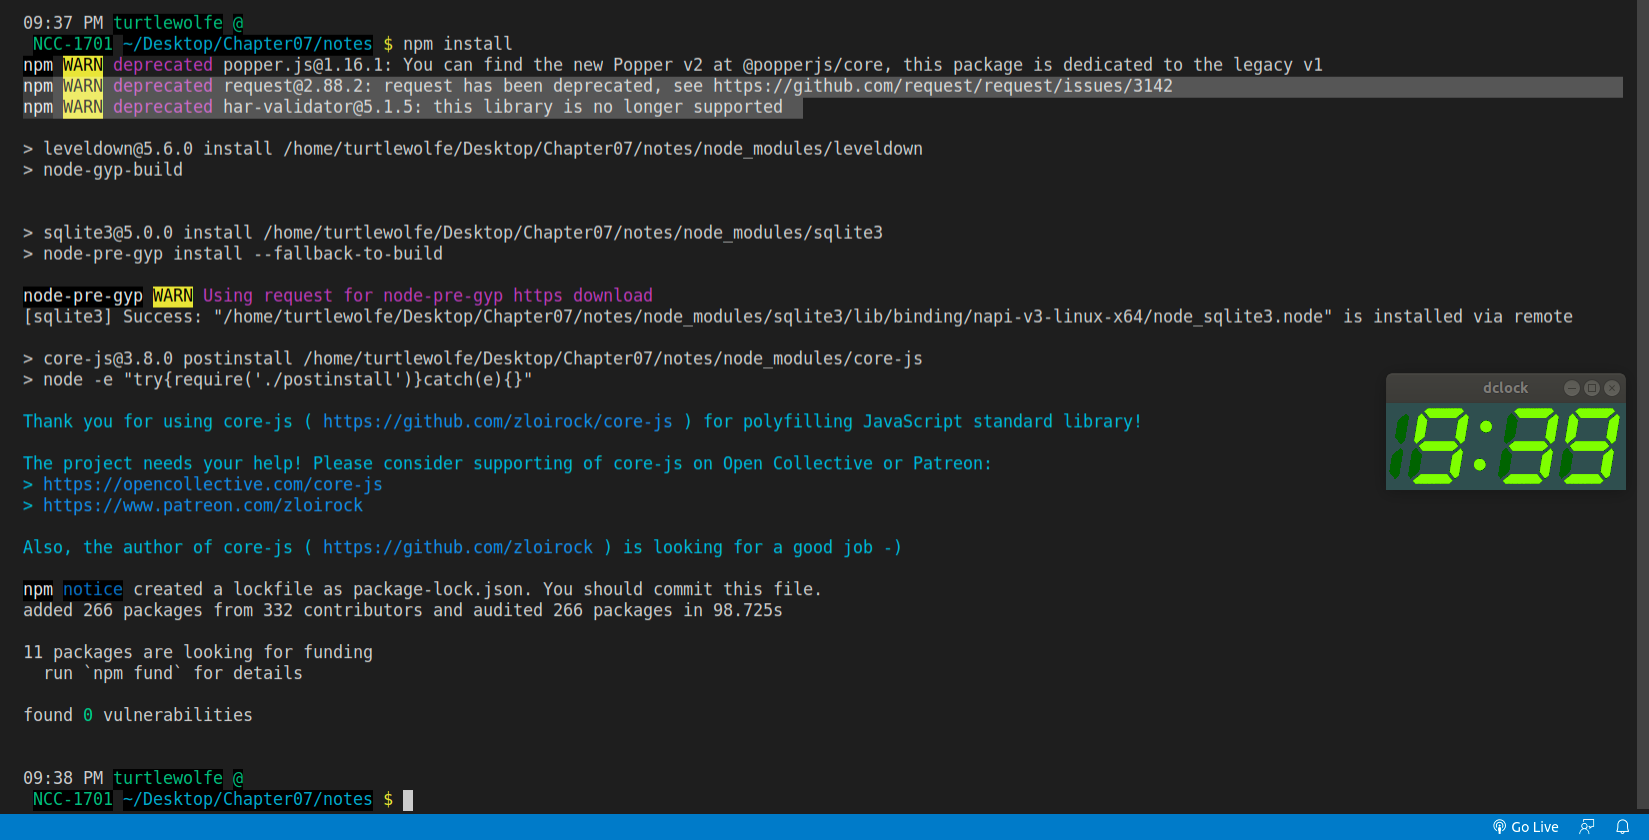 09:37 PM turtlewolfe @
NCC-1701 ~/Desktop/Chapter07/notes $ npm install
npm WARN deprecated popper.js@1.16.1: You can find the new Popper v2 at @popperjs/core, this package is dedicated to the legacy v1
npm WARN deprecated request@2.88.2: request has been deprecated, see https://github.com/request/request/issues/3142
npm WARN deprecated har-validator@5.1.5: this library is no longer supported
> leveldown@5.6.0 install /home/turtlewolfe/Desktop/Chapter07/notes/node_modules/leveldown
> node-gyp-build
> sqlite3@5.0.0 install /home/turtlewolfe/Desktop/Chapter07/notes/node_modules/sqlite3
> node-pre-gyp install --fallback-to-build
node-pre-gyp WARN Using request for node-pre-gyp https download
[sqlite3] Success: "/home/turtlewolfe/Desktop/Chapter07/notes/node_modules/sqlite3/lib/binding/napi-v3-linux-x64/node_sqlite3.node" is installed via remote
> core-js@3.8.0 postinstall /home/turtlewolfe/Desktop/Chapter07/notes/node_modules/core-js
> node -e "try{require('./postinstall')}catch(e){}"
Thank you for using core-js ( https://github.com/zloirock/core-js ) for polyfilling JavaScript standard library!
The project needs your help! Please consider supporting of core-js on Open Collective or Patreon:
> https://opencollective.com/core-js
> https://www.patreon.com/zloirock
Also, the author of core-js ( https://github.com/zloirock ) is looking for a good job -)
npm notice created a lockfile as package-lock.json. You should commit this file.
added 266 packages from 332 contributors and audited 266 packages in 98.725s
11 packages are looking for funding
run `npm fund` for details
found 0 vulnerabilities
09:38 PM turtlewolfe @
NCC-1701 ~/Desktop/Chapter07/notes $
dclock
9:39
Go Live